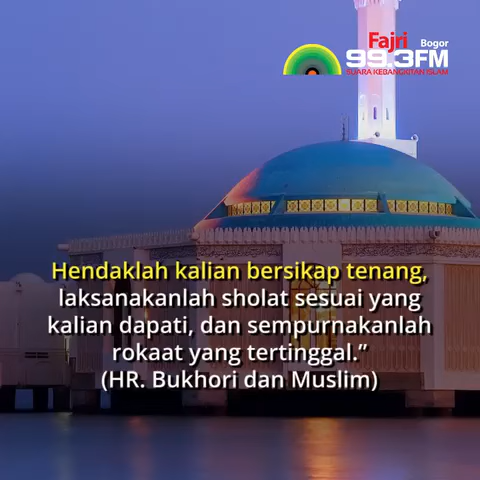 Fajri Bogor
99.3FM
SUARA KEBANGKITAN ISLAM
Hendaklah kalian bersikap tenang,
laksanakanlah sholat sesuai yang
kalian dapati, dan sempurnakanlah
rokaat yang tertinggal.”
(HR. Bukhori dan Muslim)